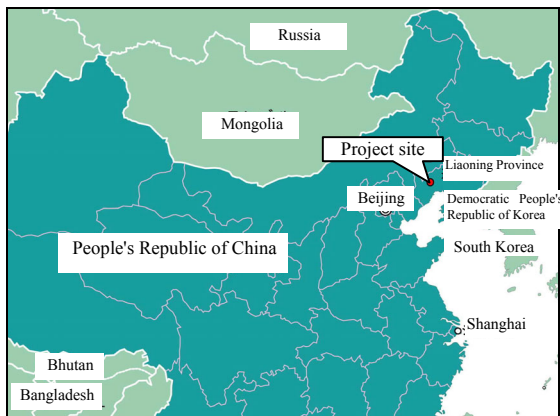 Russia
Mongolia
Project site
Liaoning Province
Beijing
Democratic People's
Republic of Korea
People's Republic of China
South Korea
Shanghai
Bhutan
Bangladesh